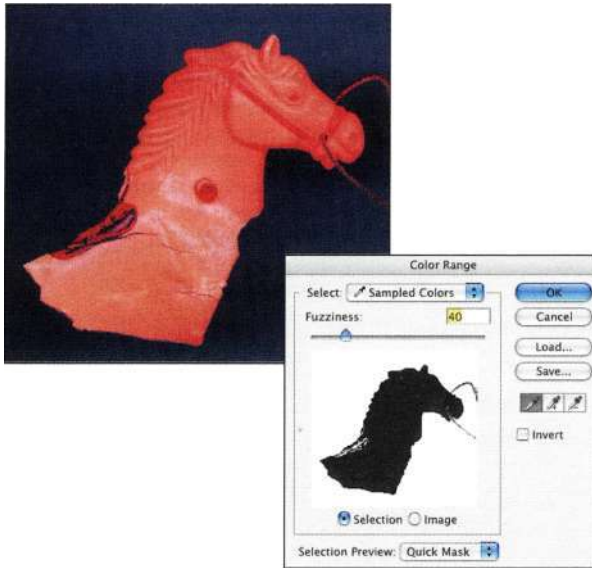 Color Range
Select: Sampled Colors
Fuzziness: 40
OK
Cancel
Load...
Save...
Invert
Selection Image
Selection Preview: Quick Mask